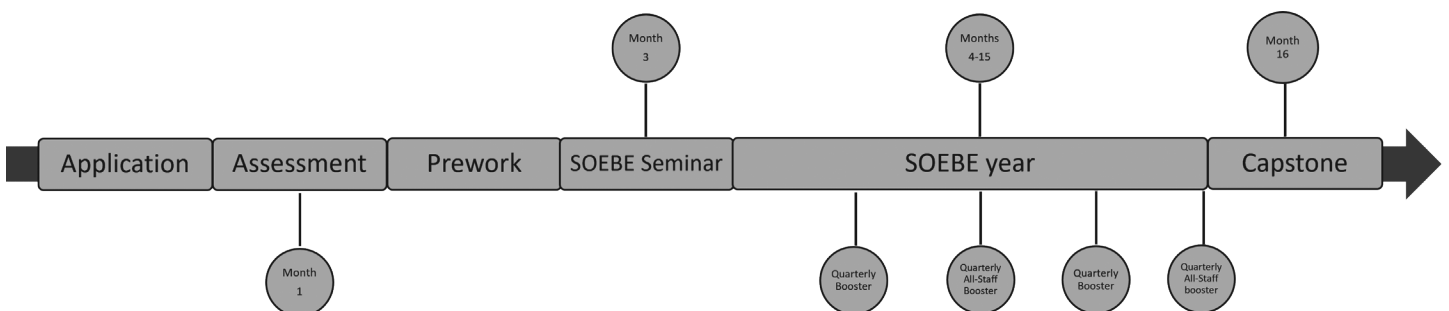 Month
3
Months
4-15
Month
16
Application
Assessment
Prework
SOEBE Seminar
SOEBE year
Capstone
Month
1
Quarterly
Booster
Quarterly
All-Staff
Booster
Quarterly
Booster
Quarterly
All-Staff
booster